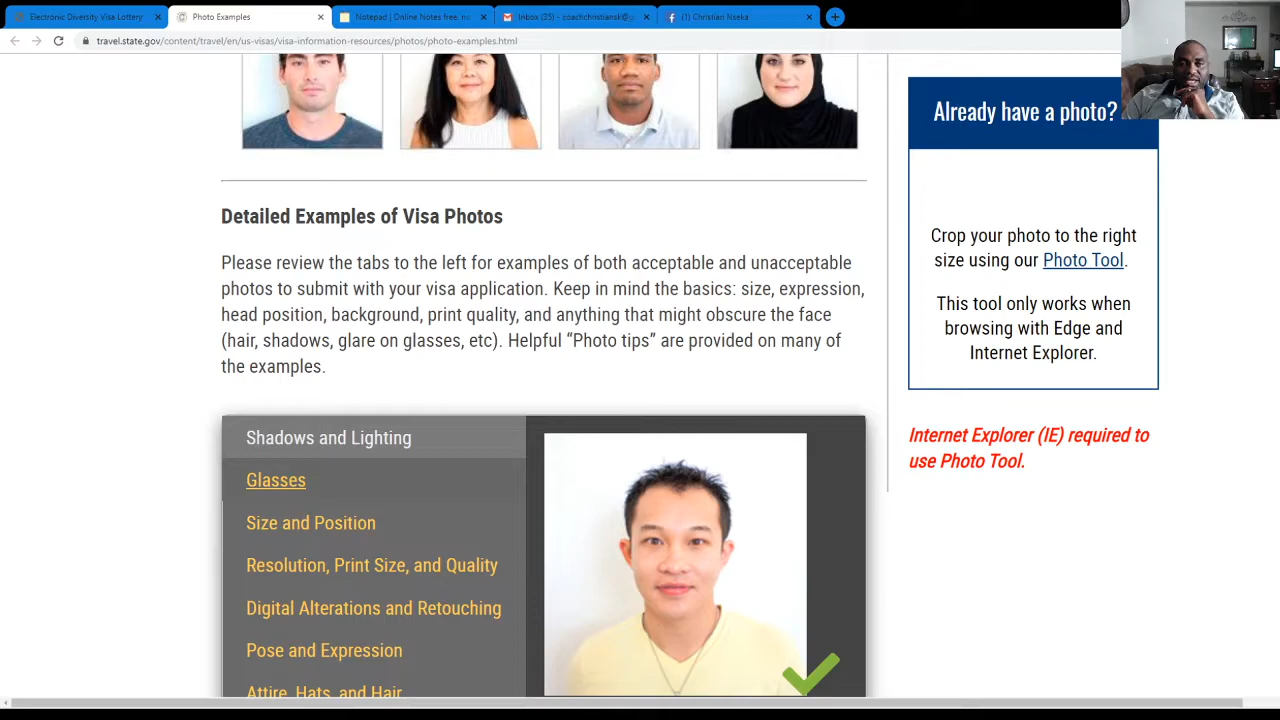 Electronic Diversity Visa Lottery
Photo Examples
Notepad | Online Notes free, no
Inbox (35) - coachchristiansk@g
(1) Christian Nseka
travel.state.gov/content/travel/en/us-visas/visa-information-resources/photos/photo-examples.html
Already have a photo?
Crop your photo to the right
size using our Photo Tool.
This tool only works when
browsing with Edge and
Internet Explorer.
Internet Explorer (IE) required to
use Photo Tool.
Detailed Examples of Visa Photos
Please review the tabs to the left for examples of both acceptable and unacceptable
photos to submit with your visa application. Keep in mind the basics: size, expression,
head position, background, print quality, and anything that might obscure the face
(hair, shadows, glare on glasses, etc). Helpful “Photo tips” are provided on many of
the examples.
Shadows and Lighting
Glasses
Size and Position
Resolution, Print Size, and Quality
Digital Alterations and Retouching
Pose and Expression
Attire, Hats, and Hair